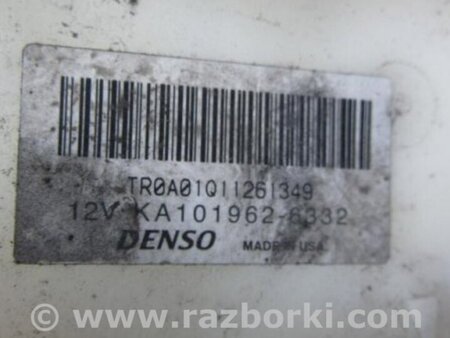 TR0A01Q11261349
12V KA101962-6332
DENSO MADE IN USA
www.razborki.com